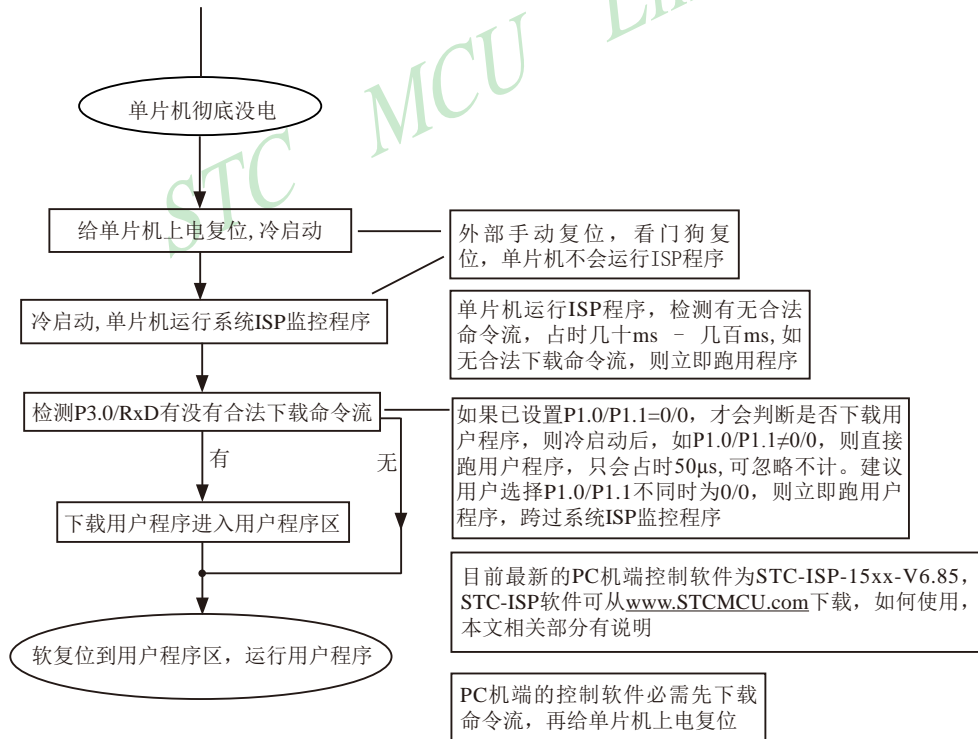 STC MCU Lim
单片机彻底没电
给单片机上电复位,冷启动
外部手动复位，看门狗复
位，单片机不会运行ISP程序
冷启动,单片机运行系统ISP监控程序
单片机运行ISP程序，检测有无合法
命令流，占时几十ms － 几百ms,如
无合法下载命令流，则立即跑用程序
检测P3.0/RxD有没有合法下载命令流
如果已设置P1.0/P1.1=0/0，才会判断是否下载用
户程序，则冷启动后，如P1.0/P1.1≠0/0，则直接
跑用户程序，只会占时50μs,可忽略不计。建议
用户选择P1.0/P1.1不同时为0/0，则立即跑用户
程序，跨过系统ISP监控程序
有
无
下载用户程序进入用户程序区
目前最新的PC机端控制软件为STC-ISP-15xx-V6.85，
STC-ISP软件可从www.STCMCU.com下载，如何使用，
本文相关部分有说明
软复位到用户程序区，运行用户程序
PC机端的控制软件必需先下载
命令流，再给单片机上电复位